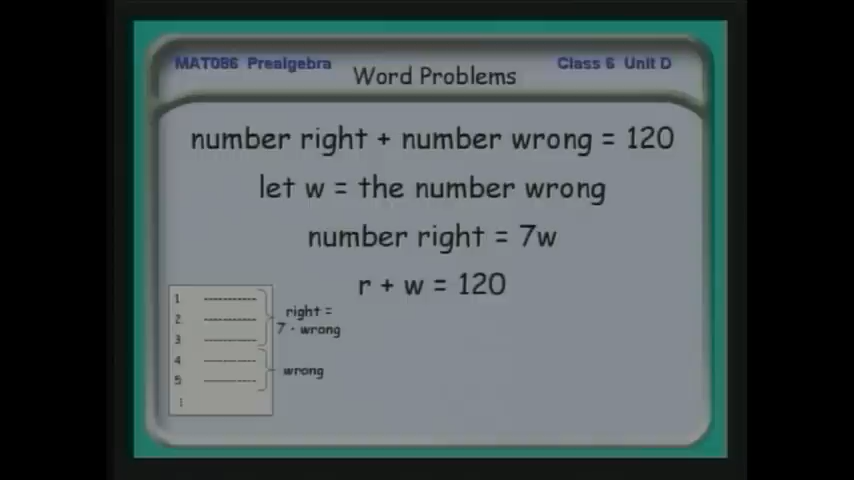 MAT086 Prealgebra
Word Problems
Class 6 Unit D
number right + number wrong = 120
let w = the number wrong
number right = 7w
r + w = 120
1 ----------
2 ----------
3 ----------
4 ----------
5 ----------
:
right =
7 · wrong
wrong